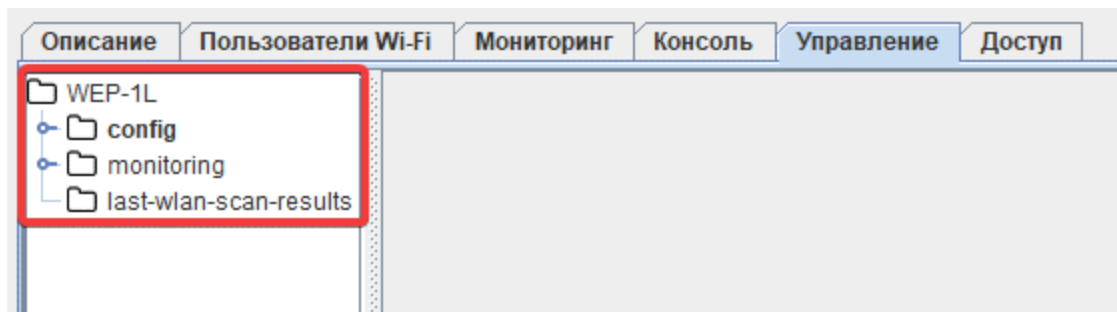 Описание Пользователи Wi-Fi Мониторинг Консоль Управление Доступ
WEP-1L
config
monitoring
last-wlan-scan-results